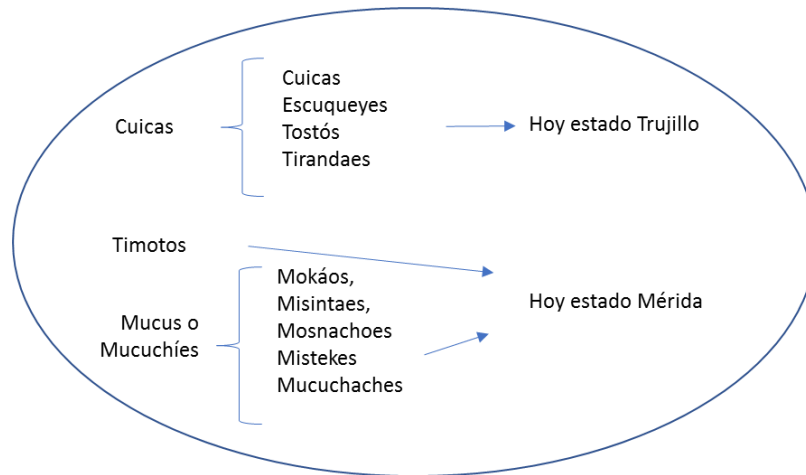 Cuicas
Cuicas
Escuqueyes
Tostós
Tirandaes
Hoy estado Trujillo
Timotos
Mucus o
Mucuchíes
Mokáos,
Misintaes,
Mosnachoes
Mistekes
Mucuchaches
Hoy estado Mérida